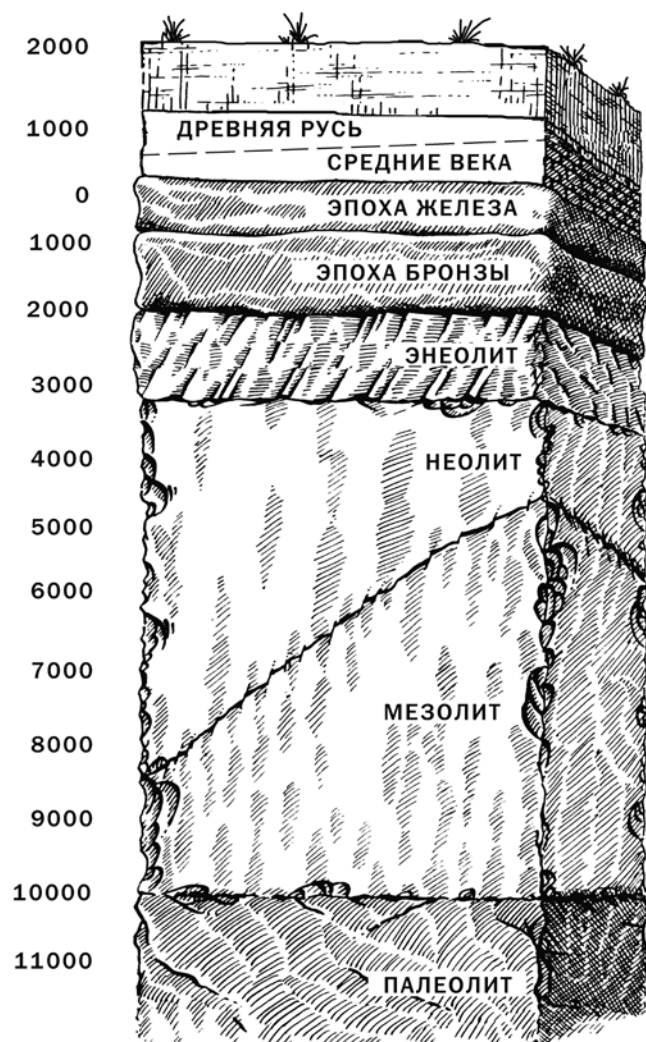 2000
1000
ДРЕВНЯЯ РУСЬ
СРЕДНИЕ ВЕКА
0
ЭПОХА ЖЕЛЕЗА
1000
ЭПОХА БРОНЗЫ
2000
ЭНЕОЛИТ
3000
4000
НЕОЛИТ
5000
6000
7000
МЕЗОЛИТ
8000
9000
10000
11000
ПАЛЕОЛИТ